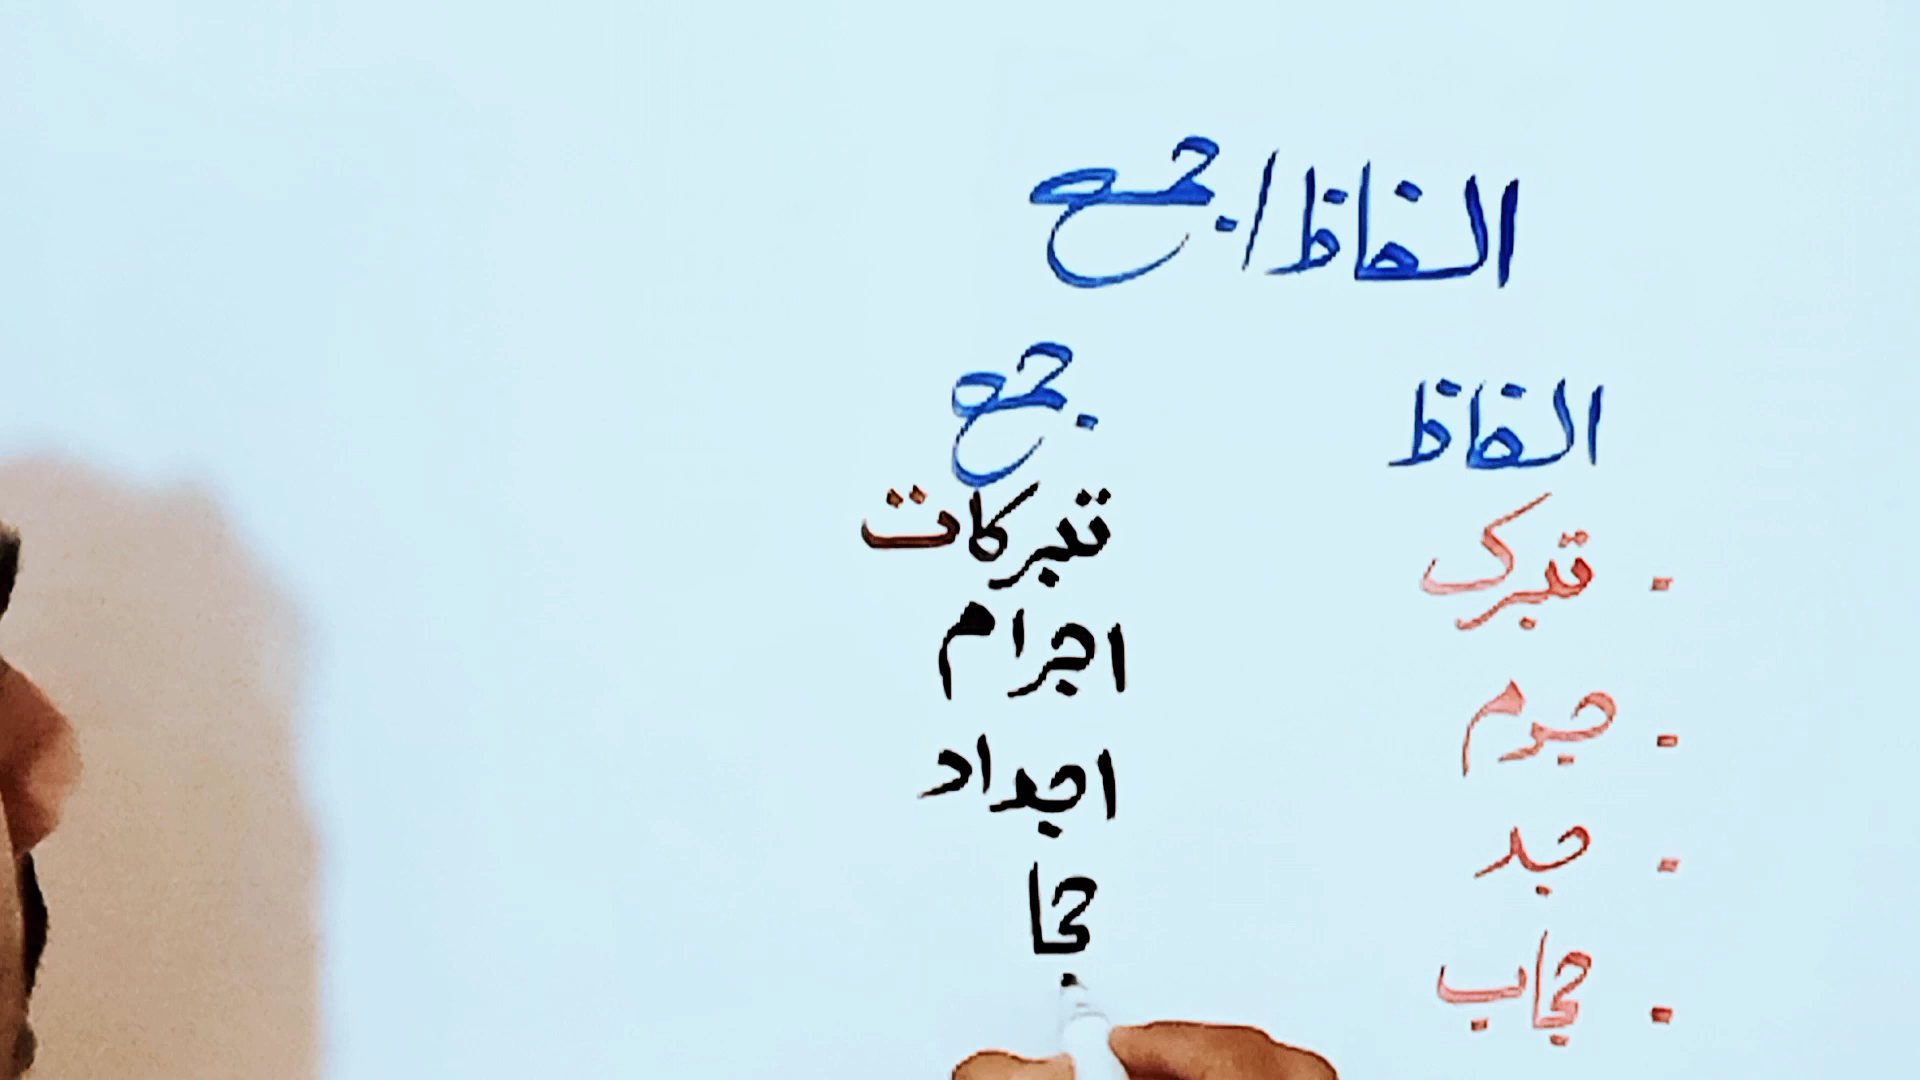 الفاظ/جمع
الفاظ جمع
تبرک تبرکات
جرم اجرام
جد اجداد
حجاب حجا